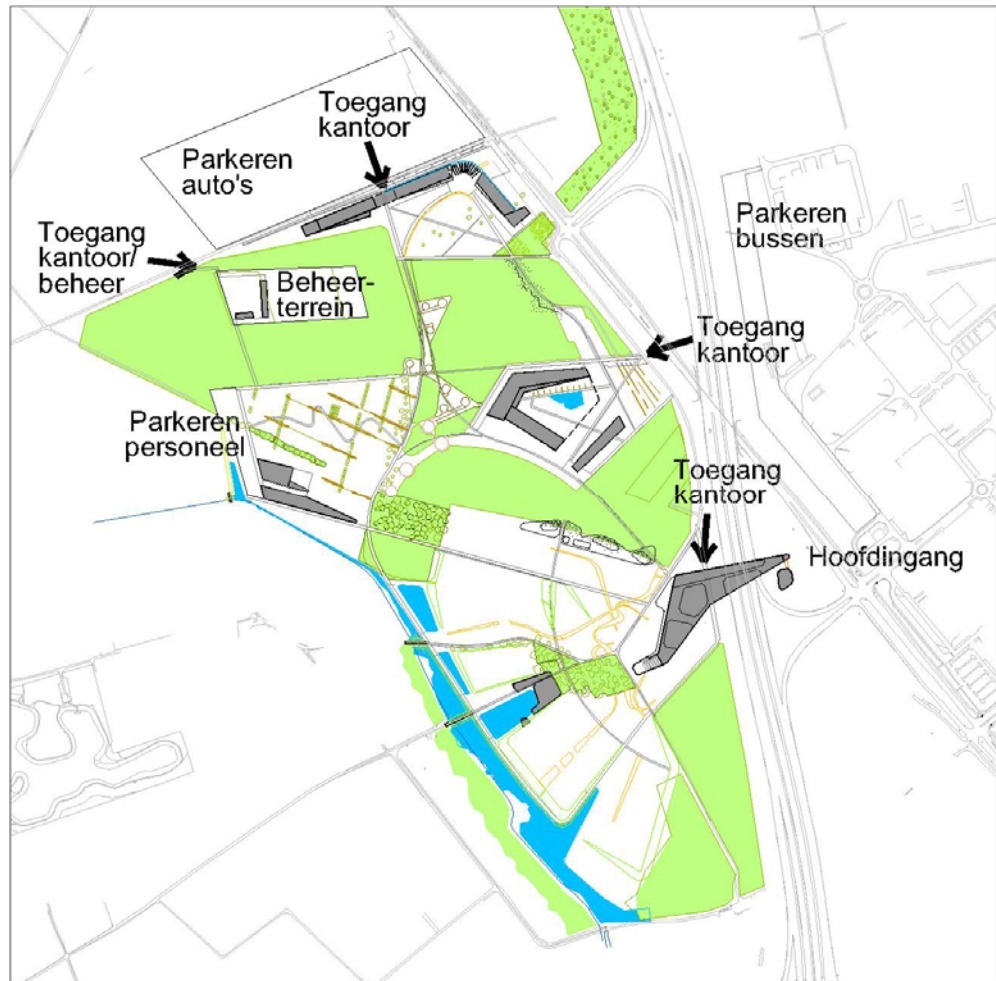 Toegang
kantoor
Parkeren
auto's
Parkeren
bussen
Toegang
kantoor/
beheer
Beheer-
terrein
Toegang
kantoor
Parkeren
personeel
Toegang
kantoor
Hoofdingang